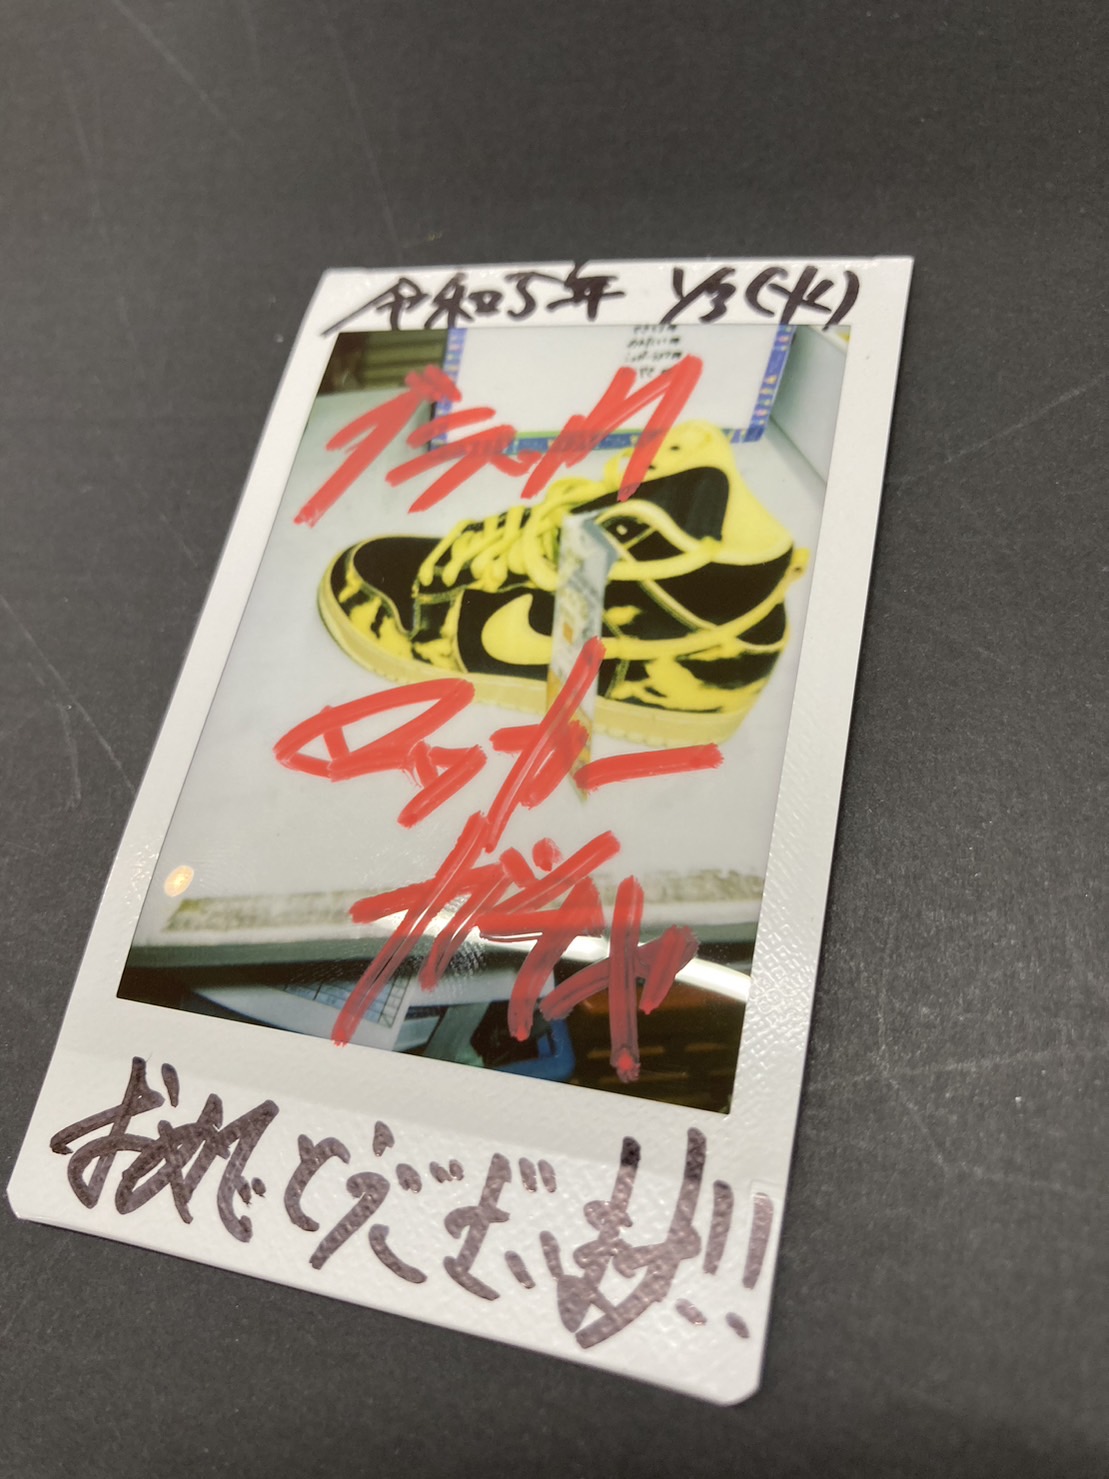 令和5年 1/3(火)
ブラック
ロッカー
ガチャ
おめでとうございます!!!